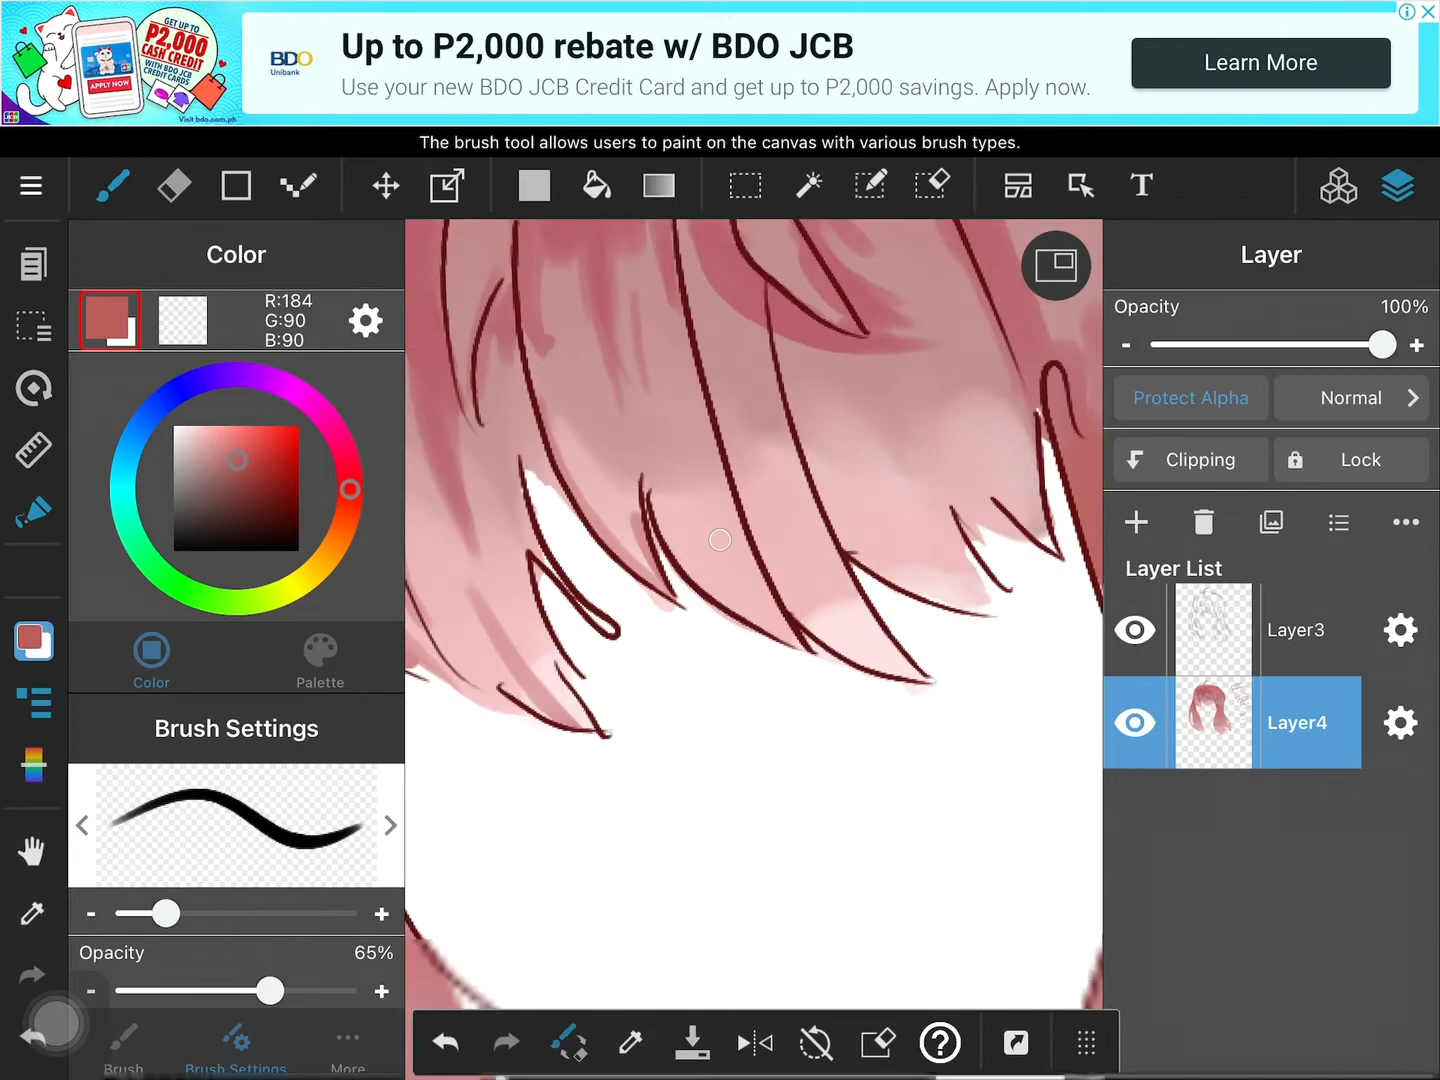 GET UP TO
P2,000
CASH CREDIT
WITH BDO JCB
CREDIT CARDS
APPLY NOW
Visit bdo.com.ph
BDO
Unibank
Up to P2,000 rebate w/ BDO JCB
Use your new BDO JCB Credit Card and get up to P2,000 savings. Apply now.
Learn More
The brush tool allows users to paint on the canvas with various brush types.
T
Color
R:184
G:90
B:90
Color
Palette
Brush Settings
-
+
Opacity 65%
-
+
Brush
Brush Settings
More
?
Layer
Opacity 100%
-
+
Protect Alpha
Normal
Clipping
Lock
Layer List
Layer3
Layer4